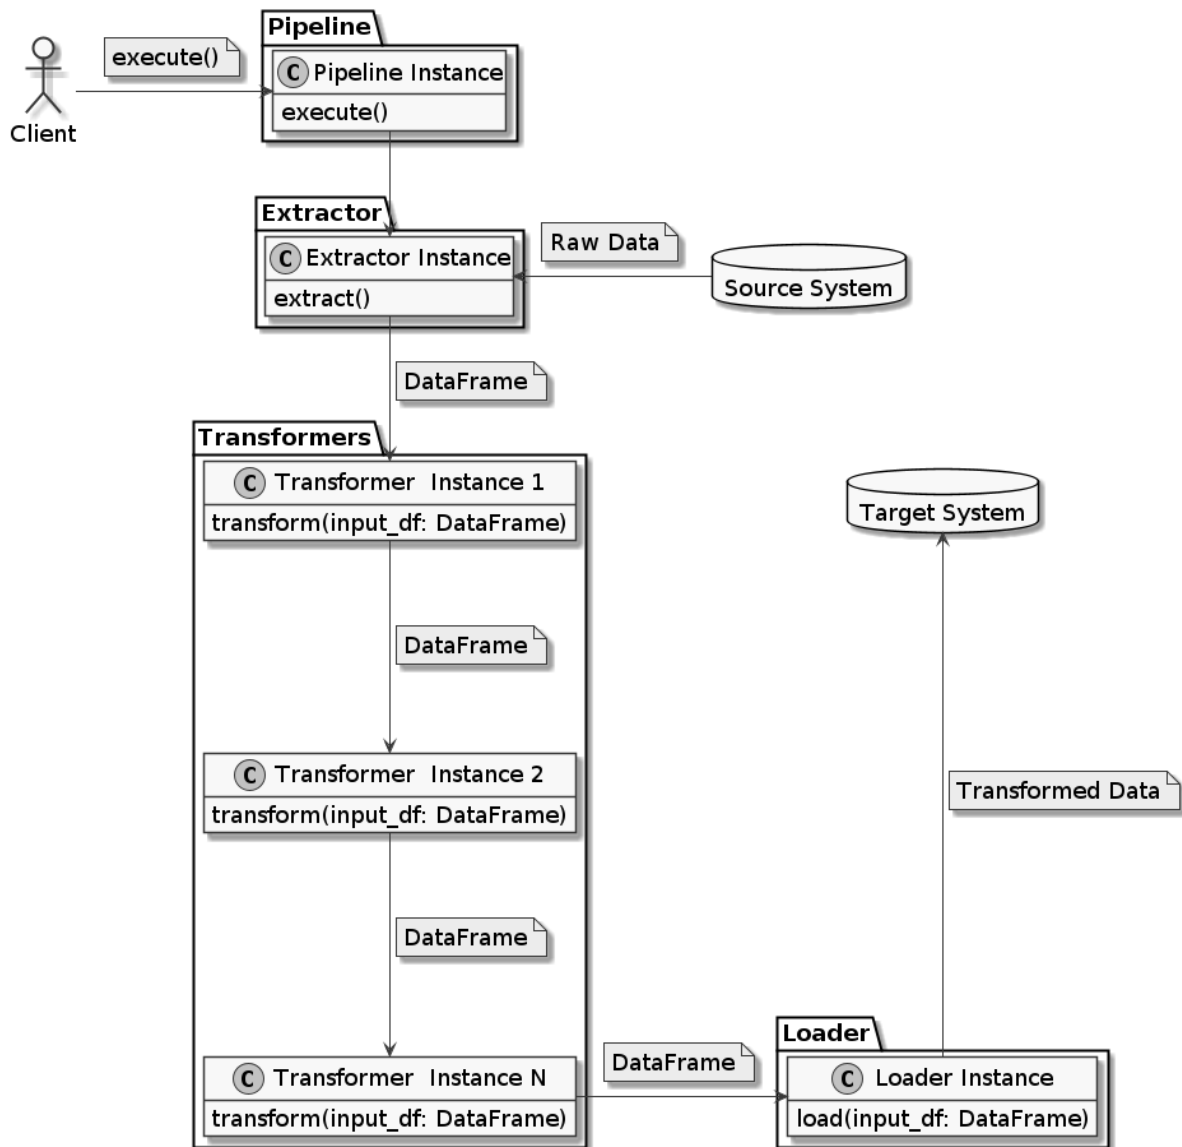 Pipeline
execute()
C Pipeline Instance
execute()
Client
Extractor
C Extractor Instance
extract()
Raw Data
Source System
DataFrame
Transformers
C Transformer  Instance 1
transform(input_df: DataFrame)
Target System
DataFrame
C Transformer  Instance 2
transform(input_df: DataFrame)
Transformed Data
DataFrame
C Transformer  Instance N
transform(input_df: DataFrame)
DataFrame
Loader
C Loader Instance
load(input_df: DataFrame)